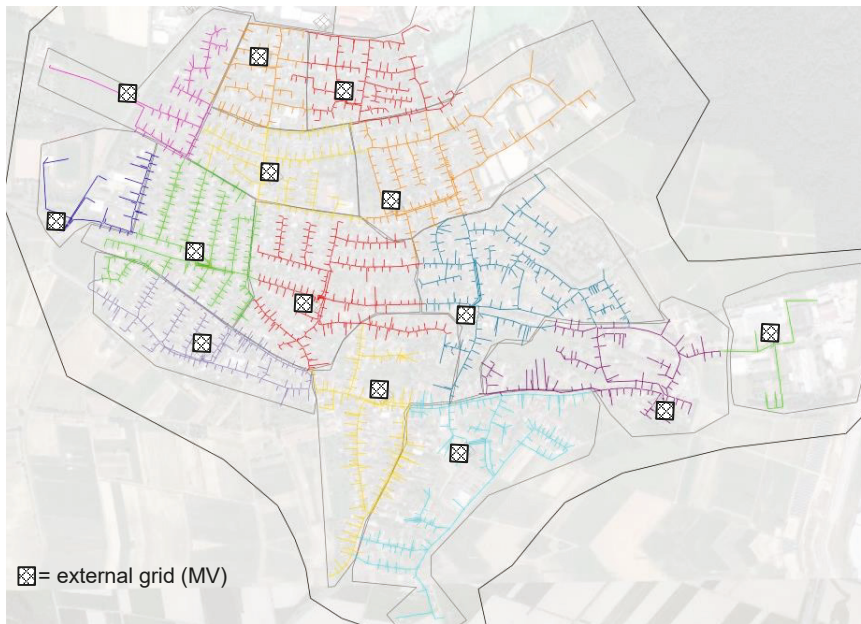 = external grid (MV)